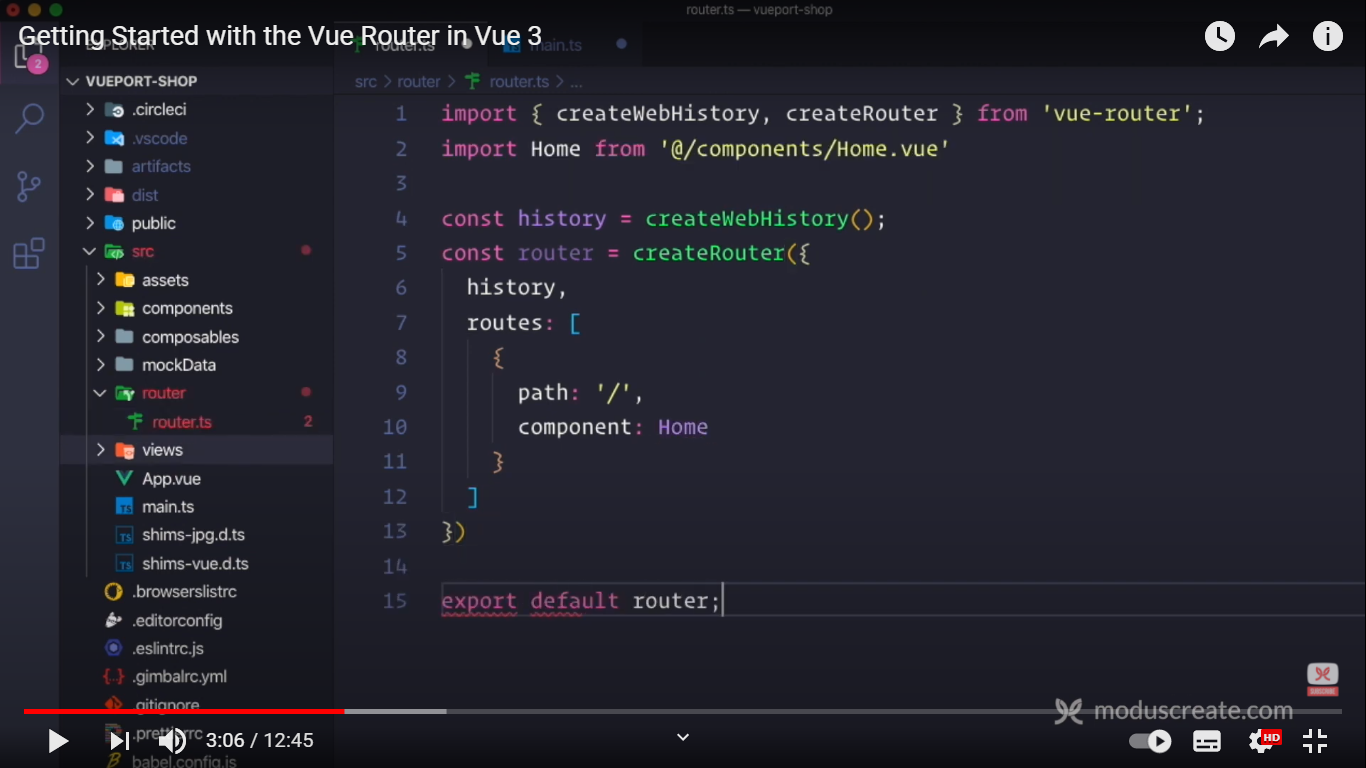 router.ts — vueport-shop
Getting Started with the Vue Router in Vue 3
EXPLORER
router.ts
main.ts
2
VUEPORT-SHOP
src > router > router.ts > ...
.circleci
.vscode
artifacts
dist
public
src
assets
components
composables
mockData
router
router.ts 2
views
App.vue
main.ts
shims-jpg.d.ts
shims-vue.d.ts
.browserslistrc
.editorconfig
.eslintrc.js
.gimbalrc.yml
.gitignore
.prettierrc
babel.config.js
1 import { createWebHistory, createRouter } from 'vue-router';
2 import Home from '@/components/Home.vue'
3
4 const history = createWebHistory();
5 const router = createRouter({
6 history,
7 routes: [
8 {
9 path: '/',
10 component: Home
11 }
12 ]
13 })
14
15 export default router;
SUBSCRIBE
moduscreate.com
3:06 / 12:45
HD